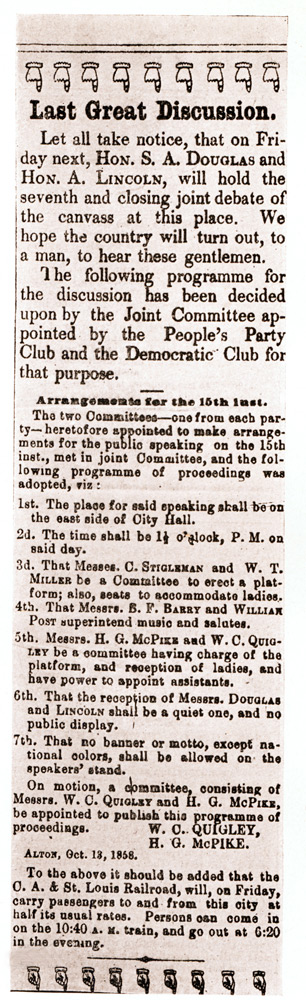 Last Great Discussion.
Let all take notice, that on Fri-
day next, HON. S. A. DOUGLAS and
HON. A. LINCOLN, will hold the
seventh and closing joint debate of
the canvass at this place. We
hope the country will turn out, to
a man, to hear these gentlemen.
The following programme for
the discussion has been decided
upon by the Joint Committee ap-
pointed by the People's Party
Club and the Democratic Club for
that purpose.
Arrangements for the 15th inst.
The two Committees—one from each par-
ty—heretofore appointed to make arrange-
ments for the public speaking on the 15th
inst., met in joint Committee, and the fol-
lowing programme of proceedings was
adopted, viz:
1st. The place for said speaking shall be on
the east side of City Hall.
2d. The time shall be 1½ o'clock, P. M. on
said day.
3d. That Messes. C. STIGLEMAN and W. T.
MILLER be a Committee to erect a plat-
form; also, seats to accommodate ladies.
4th. That Messrs. B. F. BARRY and WILLIAM
POST superintend music and salutes.
5th. Messrs. H. G. MCPIKE and W. C. QUIG-
LEY be a committee having charge of the
platform, and reception of ladies, and
have power to appoint assistants.
6th. That the reception of Messrs. DOUGLAS
and LINCOLN shall be a quiet one, and no
public display.
7th. That no banner or motto, except na-
tional colors, shall be allowed on the
speakers' stand.
On motion, a committee, consisting of
Messrs. W. C. QUIGLEY and H. G. MCPIKE,
be appointed to publish this programme of
proceedings. W. C. QUIGLEY,
H. G. MCPIKE.
ALTON, Oct. 13, 1858.
To the above it should be added that the
C. A. & St. Louis Railroad, will, on Friday,
carry passengers to and from this city at
half its usual rates. Persons can come in
on the 10:40 A. M. train, and go out at 6:20
in the evening.